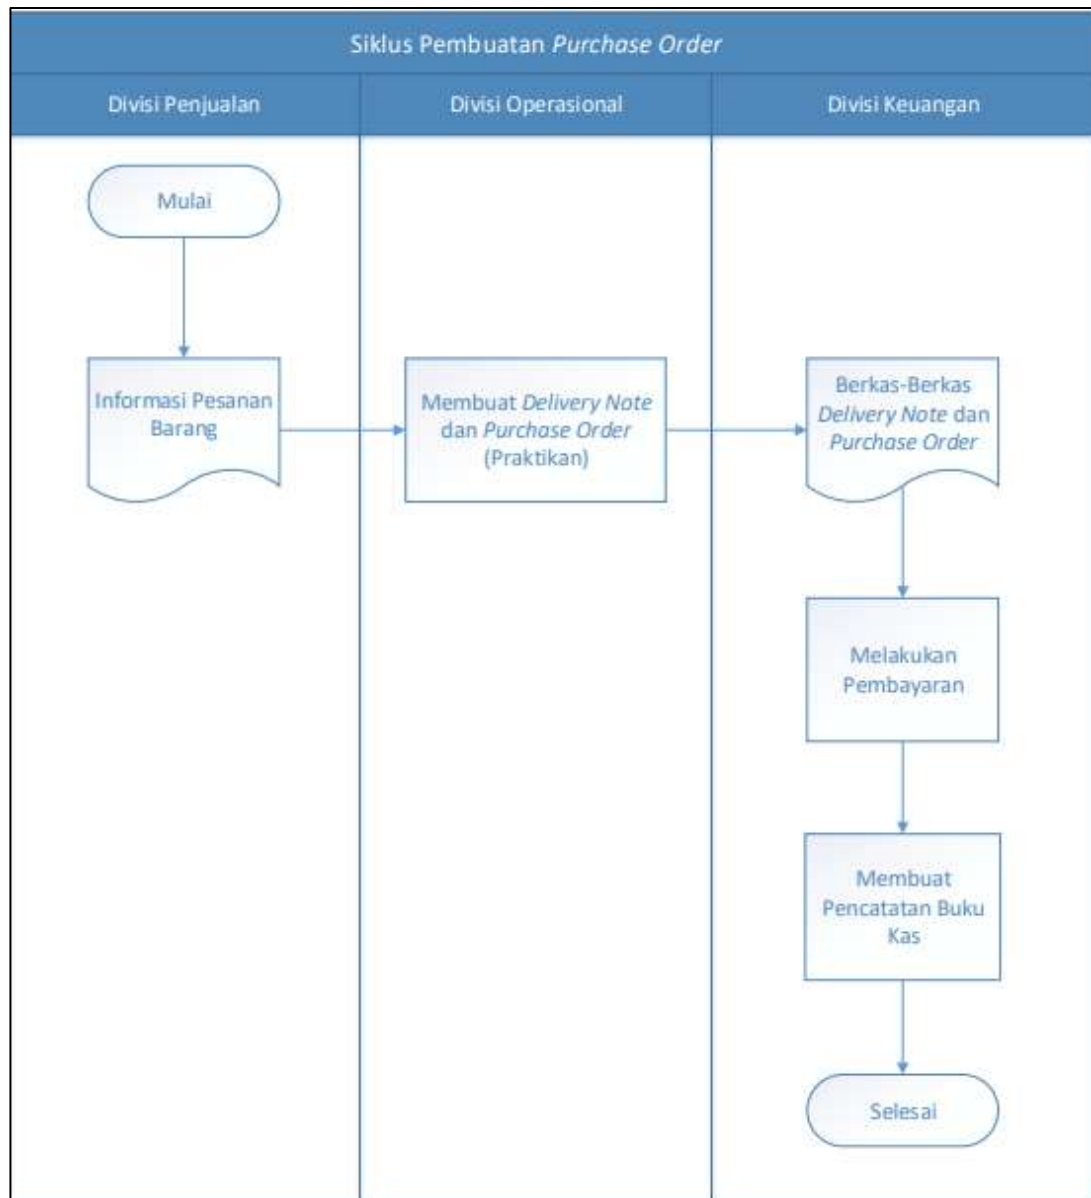 Siklus Pembuatan Purchase Order
Divisi Penjualan
Divisi Operasional
Divisi Keuangan
Mulai
Informasi Pesanan
Barang
Membuat Delivery Note
dan Purchase Order
(Praktikan)
Berkas-Berkas
Delivery Note dan
Purchase Order
Melakukan
Pembayaran
Membuat
Pencatatan Buku
Kas
Selesai